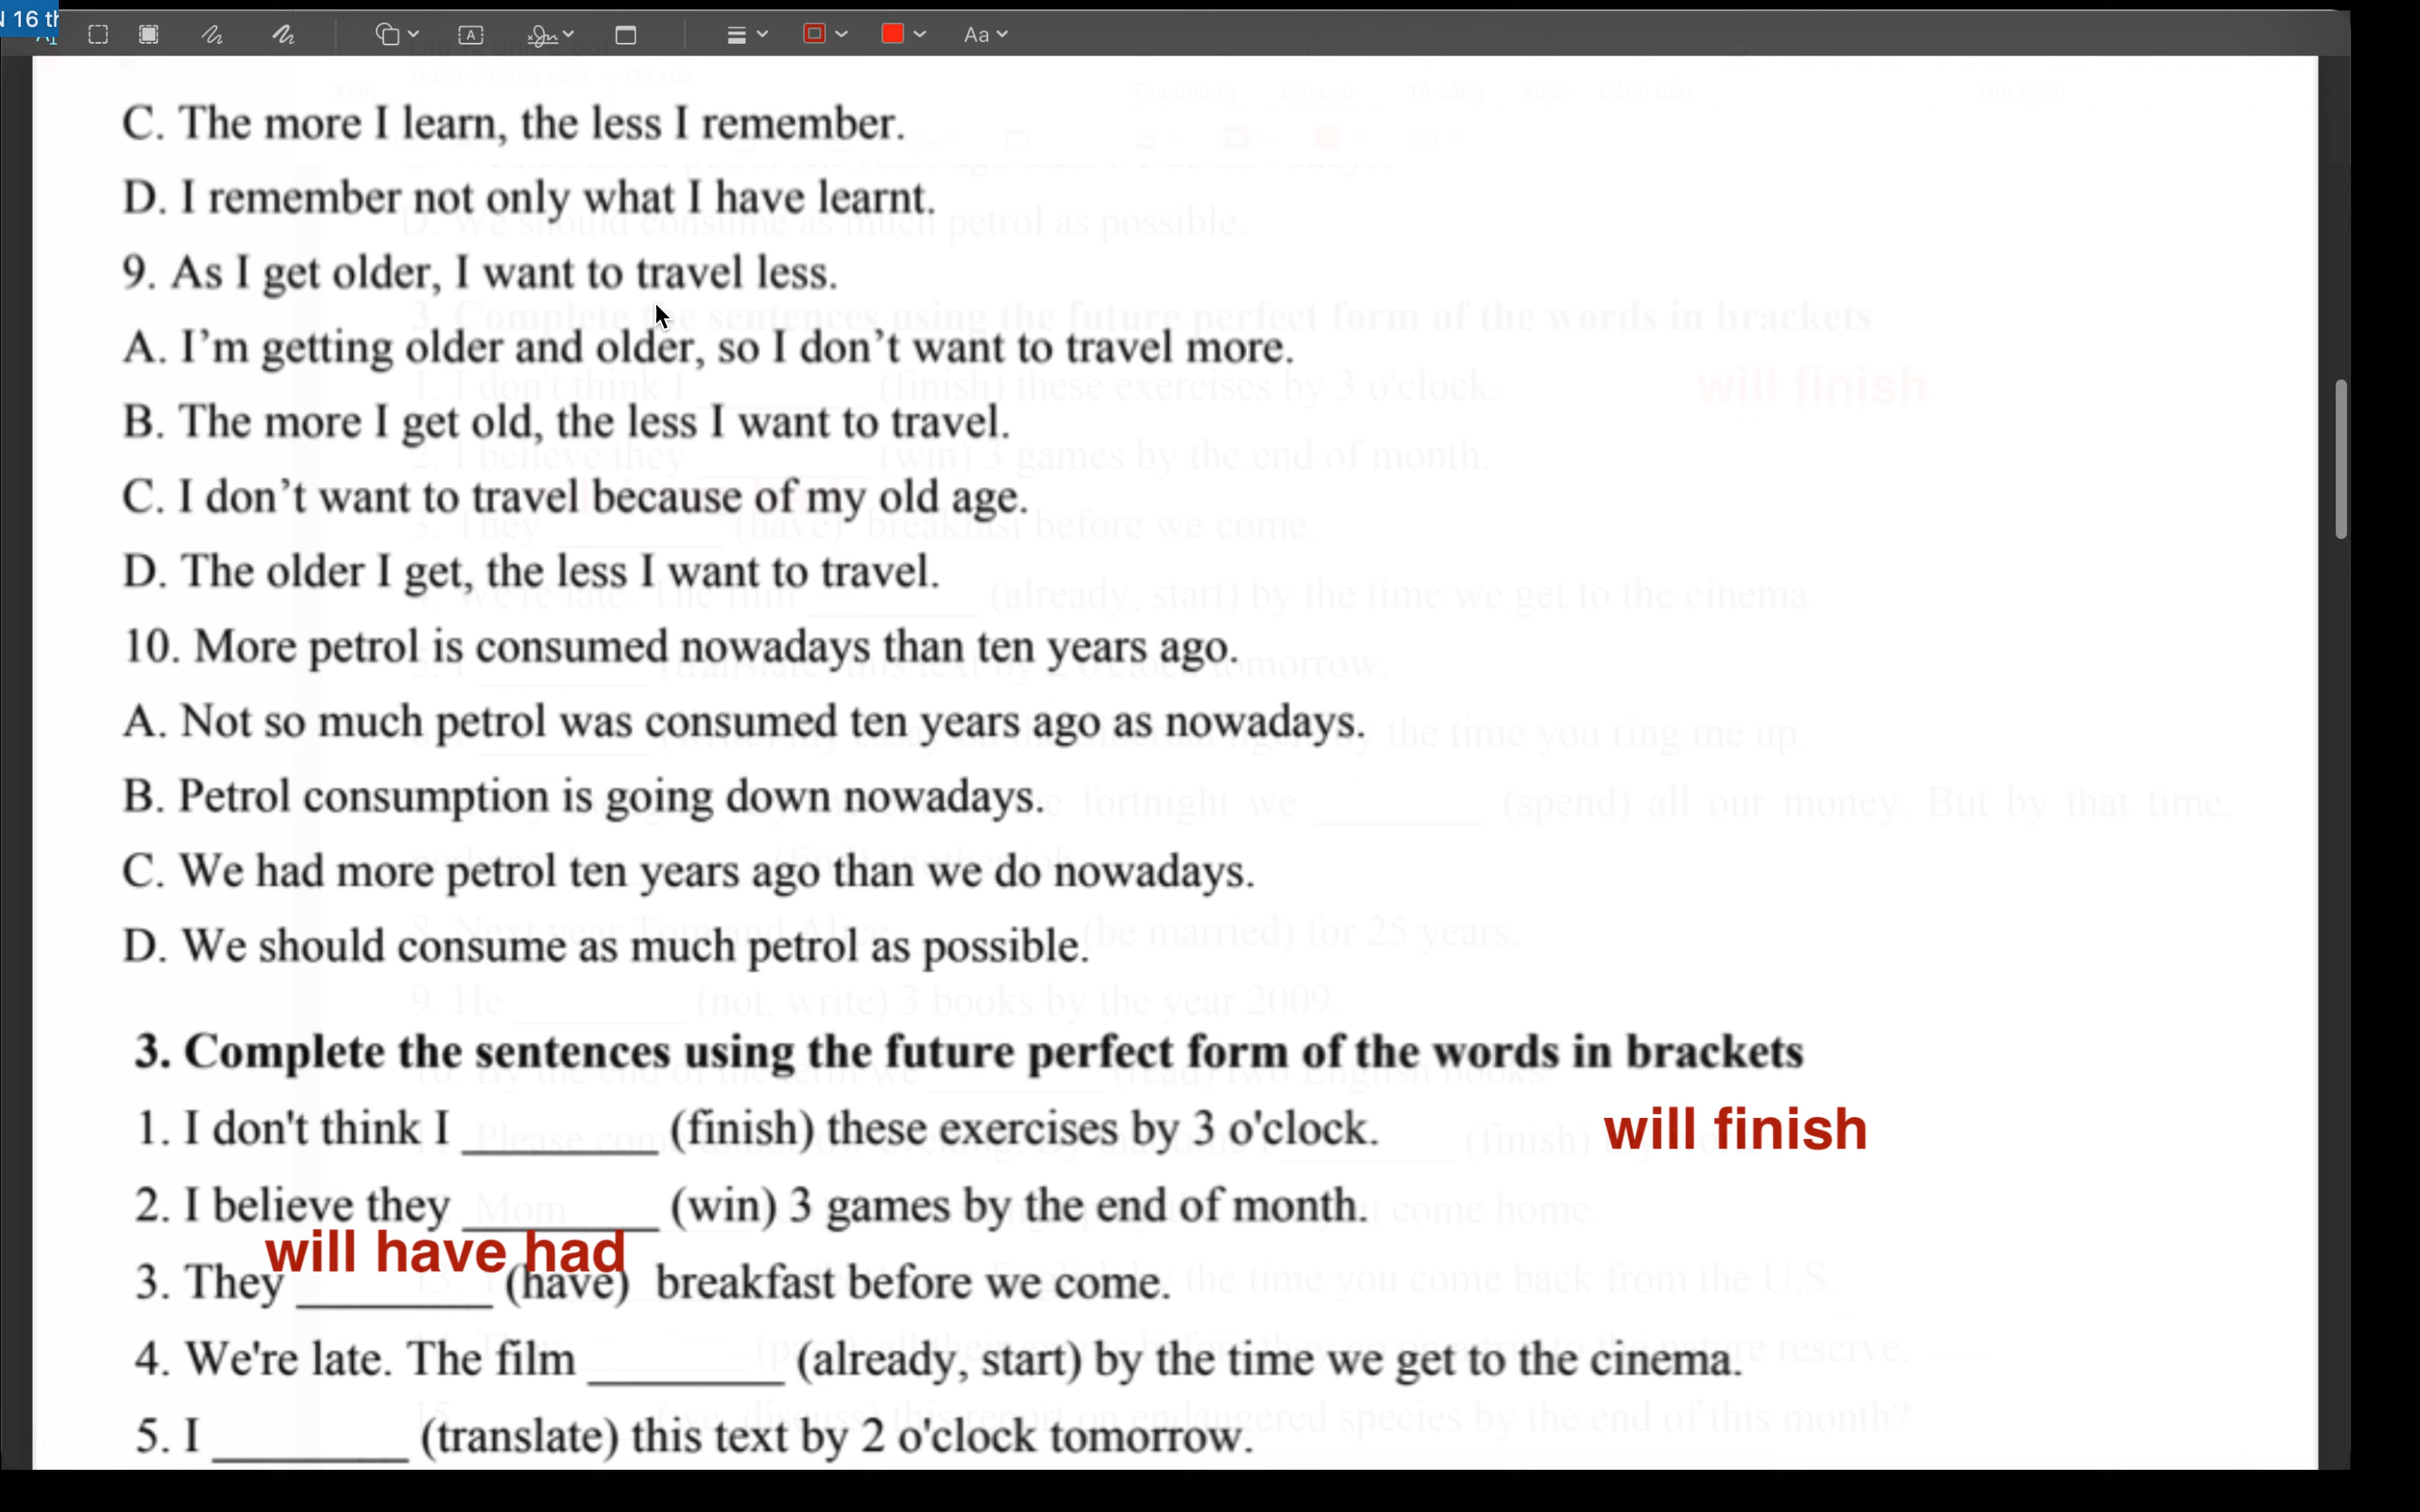 N 16 th
Aa
C. The more I learn, the less I remember.
D. I remember not only what I have learnt.
9. As I get older, I want to travel less.
A. I’m getting older and older, so I don’t want to travel more.
B. The more I get old, the less I want to travel.
C. I don’t want to travel because of my old age.
D. The older I get, the less I want to travel.
10. More petrol is consumed nowadays than ten years ago.
A. Not so much petrol was consumed ten years ago as nowadays.
B. Petrol consumption is going down nowadays.
C. We had more petrol ten years ago than we do nowadays.
D. We should consume as much petrol as possible.
3. Complete the sentences using the future perfect form of the words in brackets
1. I don't think I ________ (finish) these exercises by 3 o'clock. will finish
2. I believe they ________ (win) 3 games by the end of month.
will have had
3. They ________ (have) breakfast before we come.
4. We're late. The film ________ (already, start) by the time we get to the cinema.
5. I ________ (translate) this text by 2 o'clock tomorrow.